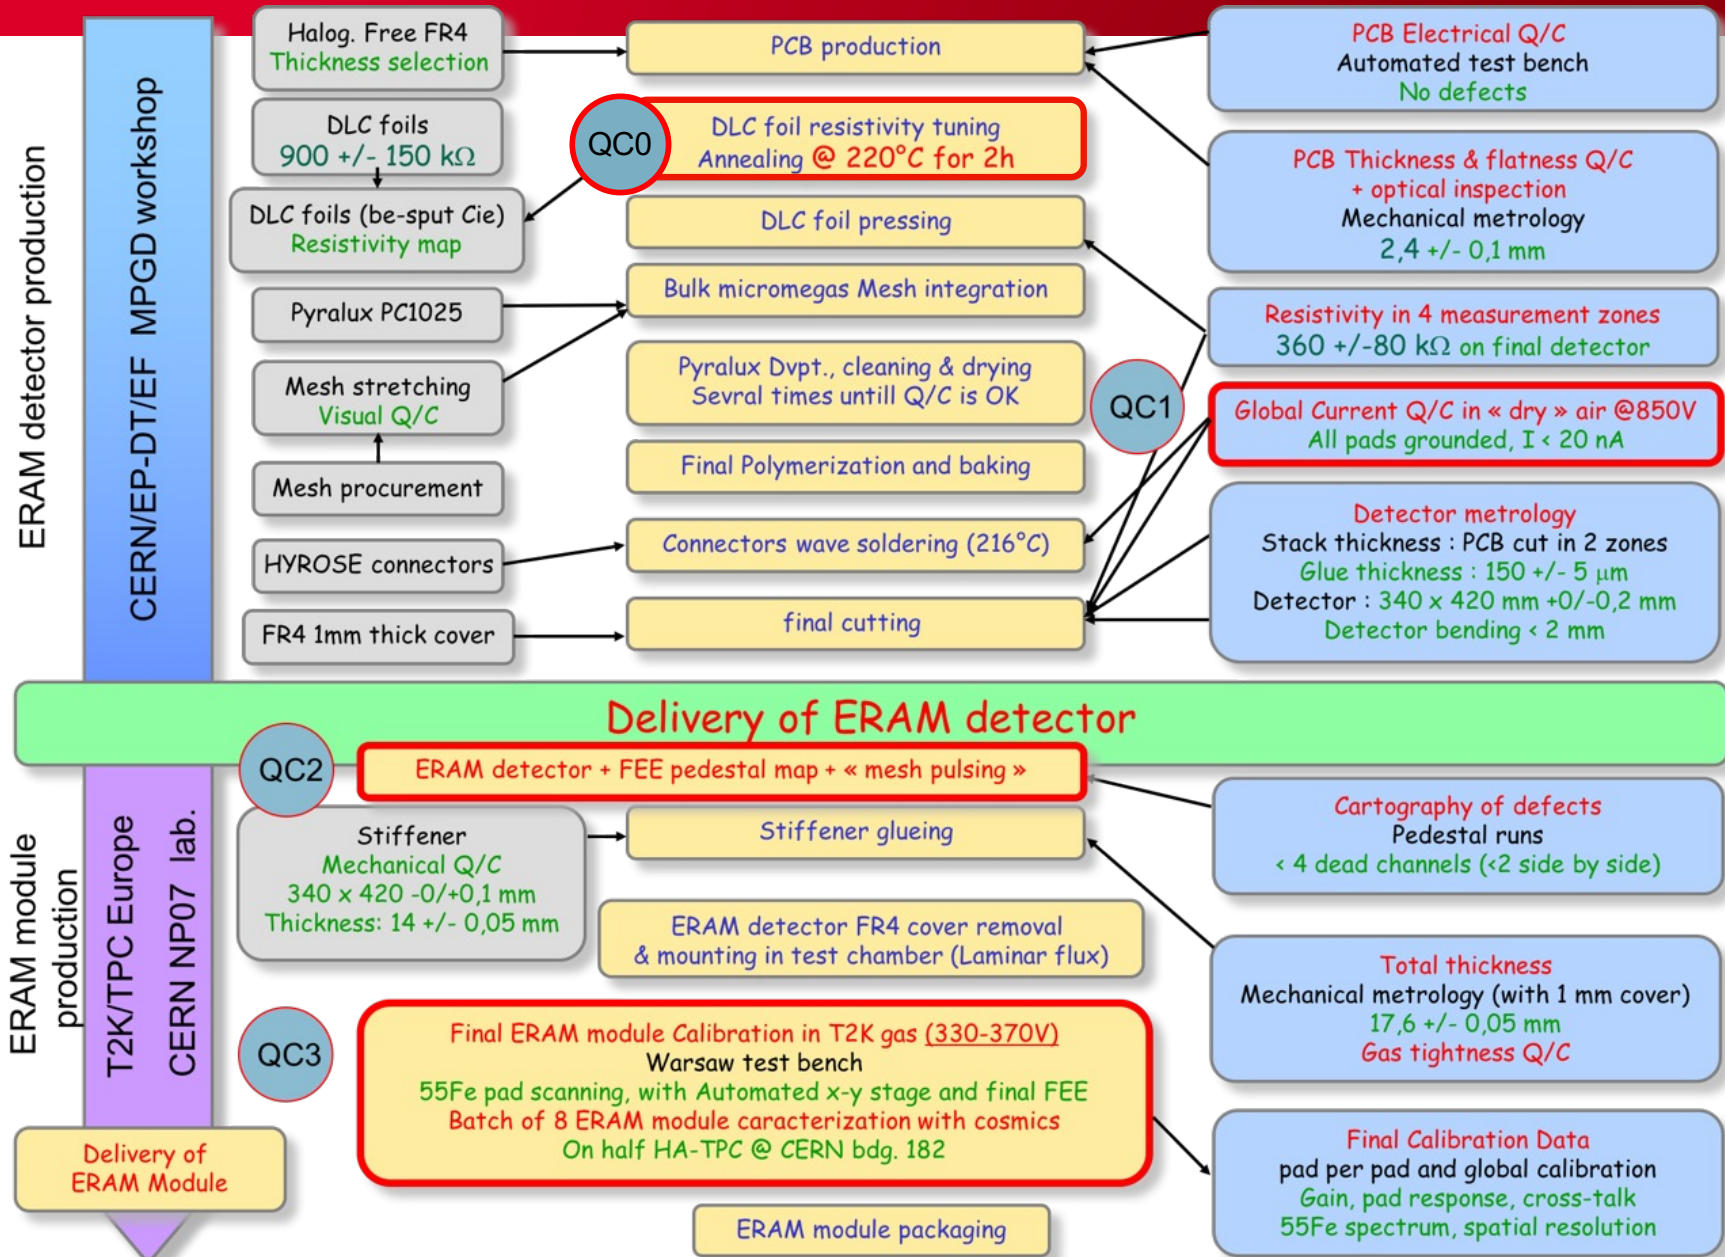 ERAM detector production
CERN/EP-DT/EF MPGD workshop
Halog. Free FR4
Thickness selection
DLC foils
900 +/- 150 kΩ
DLC foils (be-sput Cie)
Resistivity map
Pyralux PC1025
Mesh stretching
Visual Q/C
Mesh procurement
HYROSE connectors
FR4 1mm thick cover
PCB production
QC0
DLC foil resistivity tuning
Annealing @ 220°C for 2h
DLC foil pressing
Bulk micromegas Mesh integration
Pyralux Dvpt., cleaning & drying
Sevral times untill Q/C is OK
Final Polymerization and baking
Connectors wave soldering (216°C)
final cutting
PCB Electrical Q/C
Automated test bench
No defects
PCB Thickness & flatness Q/C
+ optical inspection
Mechanical metrology
2,4 +/- 0,1 mm
Resistivity in 4 measurement zones
360 +/-80 kΩ on final detector
QC1
Global Current Q/C in « dry » air @850V
All pads grounded, I < 20 nA
Detector metrology
Stack thickness : PCB cut in 2 zones
Glue thickness : 150 +/- 5 μm
Detector : 340 x 420 mm +0/-0,2 mm
Detector bending < 2 mm
Delivery of ERAM detector
ERAM module
production
T2K/TPC Europe
CERN NP07 lab.
QC2
ERAM detector + FEE pedestal map + « mesh pulsing »
Stiffener
Mechanical Q/C
340 x 420 -0/+0,1 mm
Thickness: 14 +/- 0,05 mm
Stiffener glueing
ERAM detector FR4 cover removal
& mounting in test chamber (Laminar flux)
Cartography of defects
Pedestal runs
< 4 dead channels (<2 side by side)
Total thickness
Mechanical metrology (with 1 mm cover)
17,6 +/- 0,05 mm
Gas tightness Q/C
QC3
Final ERAM module Calibration in T2K gas (330-370V)
Warsaw test bench
55Fe pad scanning, with Automated x-y stage and final FEE
Batch of 8 ERAM module caracterization with cosmics
On half HA-TPC @ CERN bdg. 182
Final Calibration Data
pad per pad and global calibration
Gain, pad response, cross-talk
55Fe spectrum, spatial resolution
Delivery of
ERAM Module
ERAM module packaging